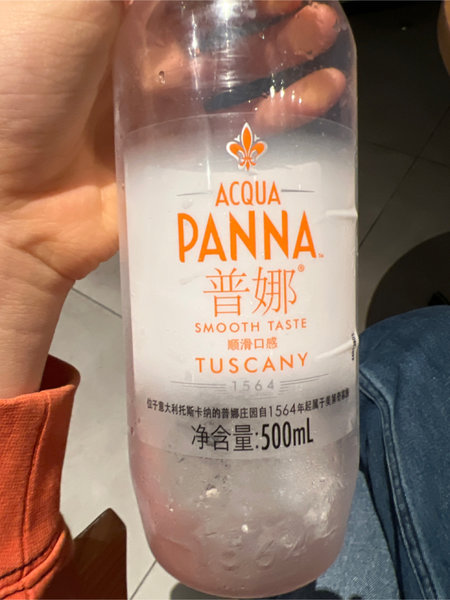 ACQUA
PANNA
普娜®
SMOOTH TASTE
顺滑口感
TUSCANY
1564
位于意大利托斯卡纳的普娜庄园自1564年起属于美第奇家族
净含量:500mL